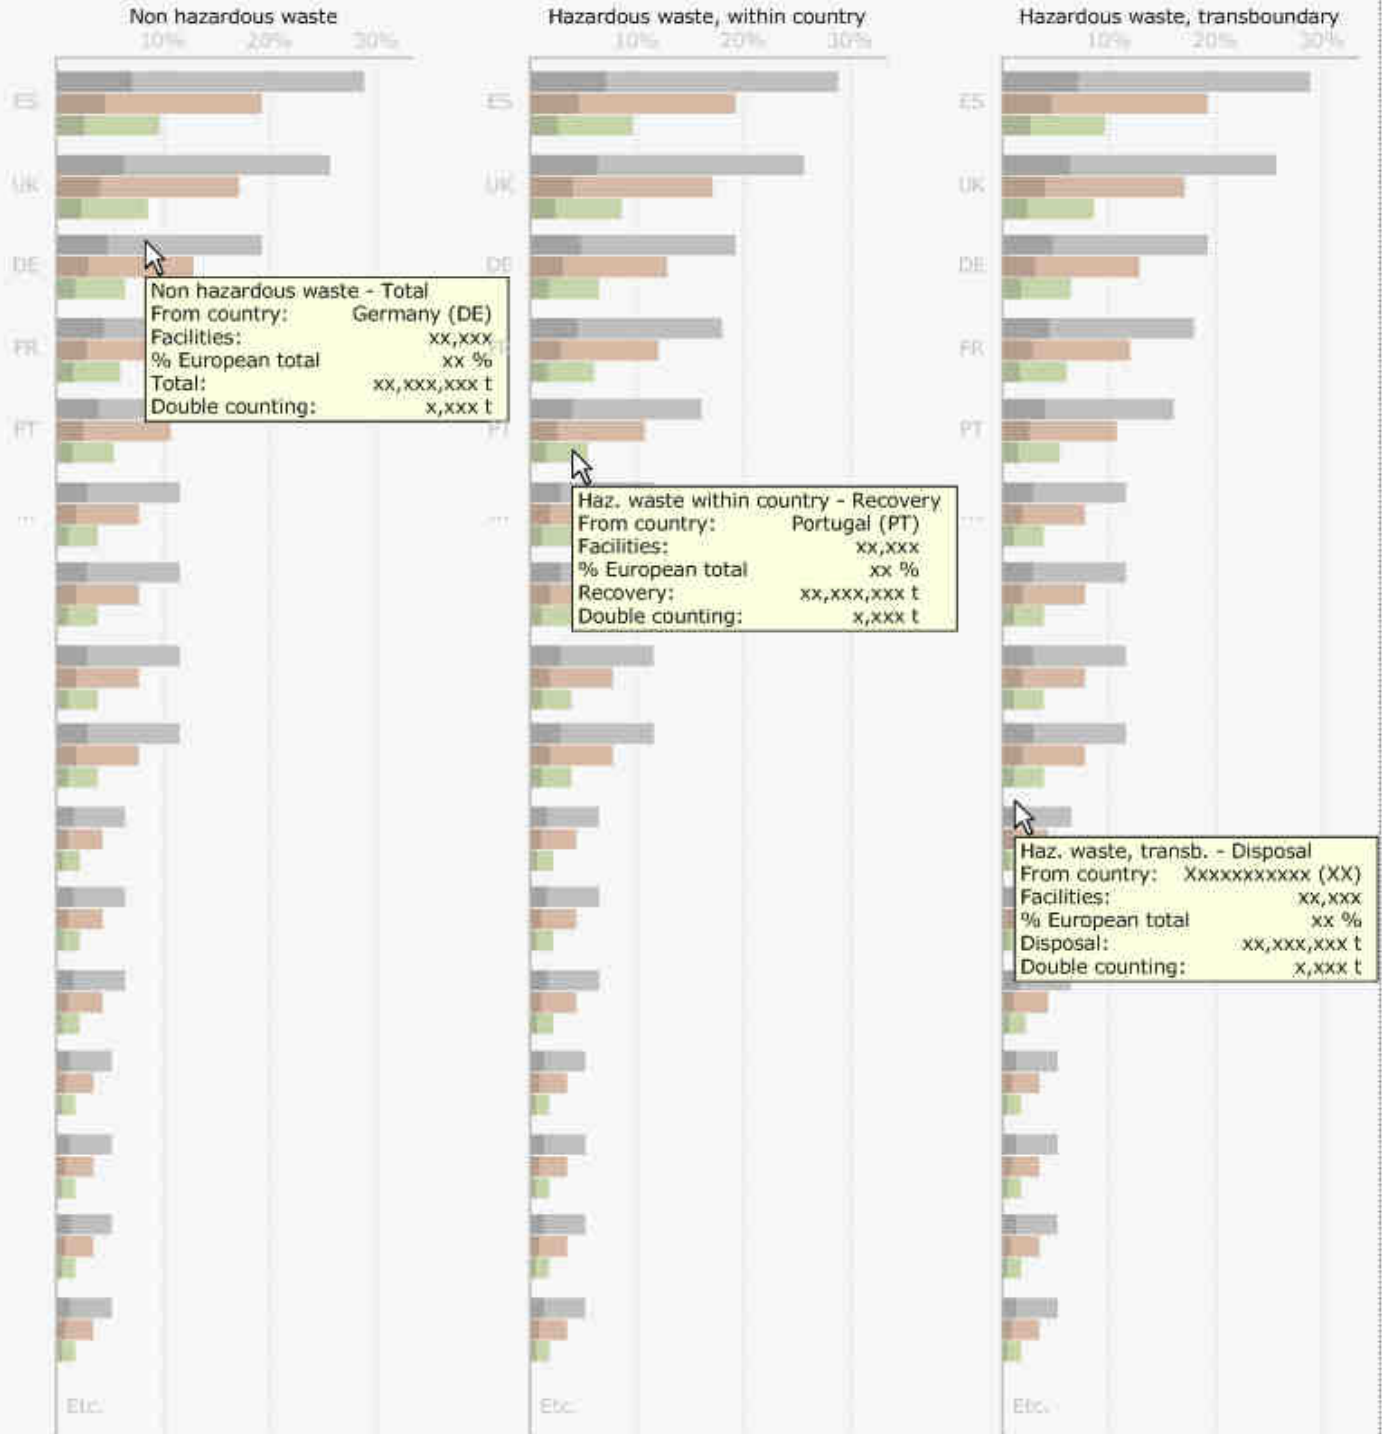 Non hazardous waste
Hazardous waste, within country
Hazardous waste, transboundary
10% 20% 30%
10% 20% 30%
10% 20% 30%
ES
ES
ES
UK
UK
UK
DE
DE
DE
Non hazardous waste - Total
From country: Germany (DE)
Facilities: xx,xxx
% European total xx %
Total: xx,xxx,xxx t
Double counting: x,xxx t
FR
FR
PT
PT
PT
...
...
...
Haz. waste within country - Recovery
From country: Portugal (PT)
Facilities: xx,xxx
% European total xx %
Recovery: xx,xxx,xxx t
Double counting: x,xxx t
Haz. waste, transb. - Disposal
From country: Xxxxxxxxxxx (XX)
Facilities: xx,xxx
% European total xx %
Disposal: xx,xxx,xxx t
Double counting: x,xxx t
Etc.
Etc.
Etc.